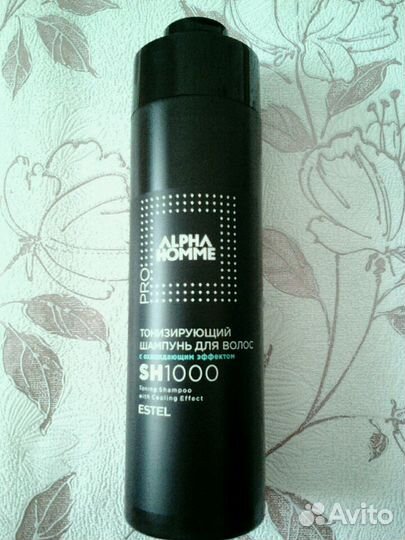 PRO
ALPHA
HOMME
ТОНИЗИРУЮЩИЙ
ШАМПУНЬ ДЛЯ ВОЛОС
с охлаждающим эффектом
SH1000
Toning Shampoo
with Cooling Effect
ESTEL
Avito